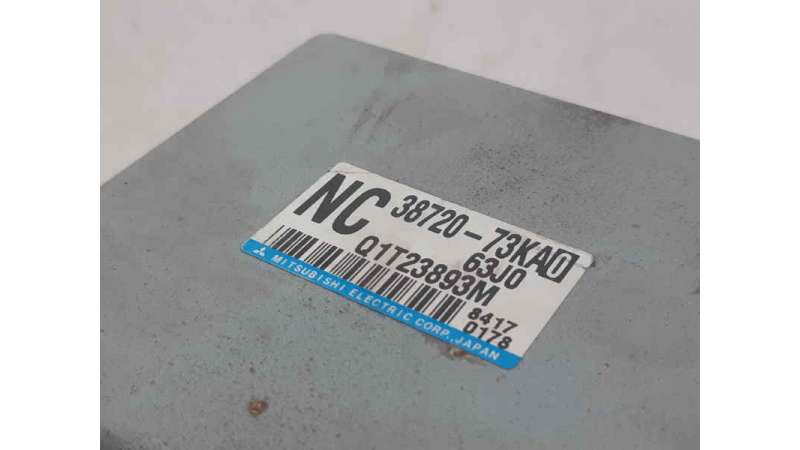 NC 38720-73KA0
63J0
Q1T23893M
8417
0178
MITSUBISHI ELECTRIC CORP., JAPAN